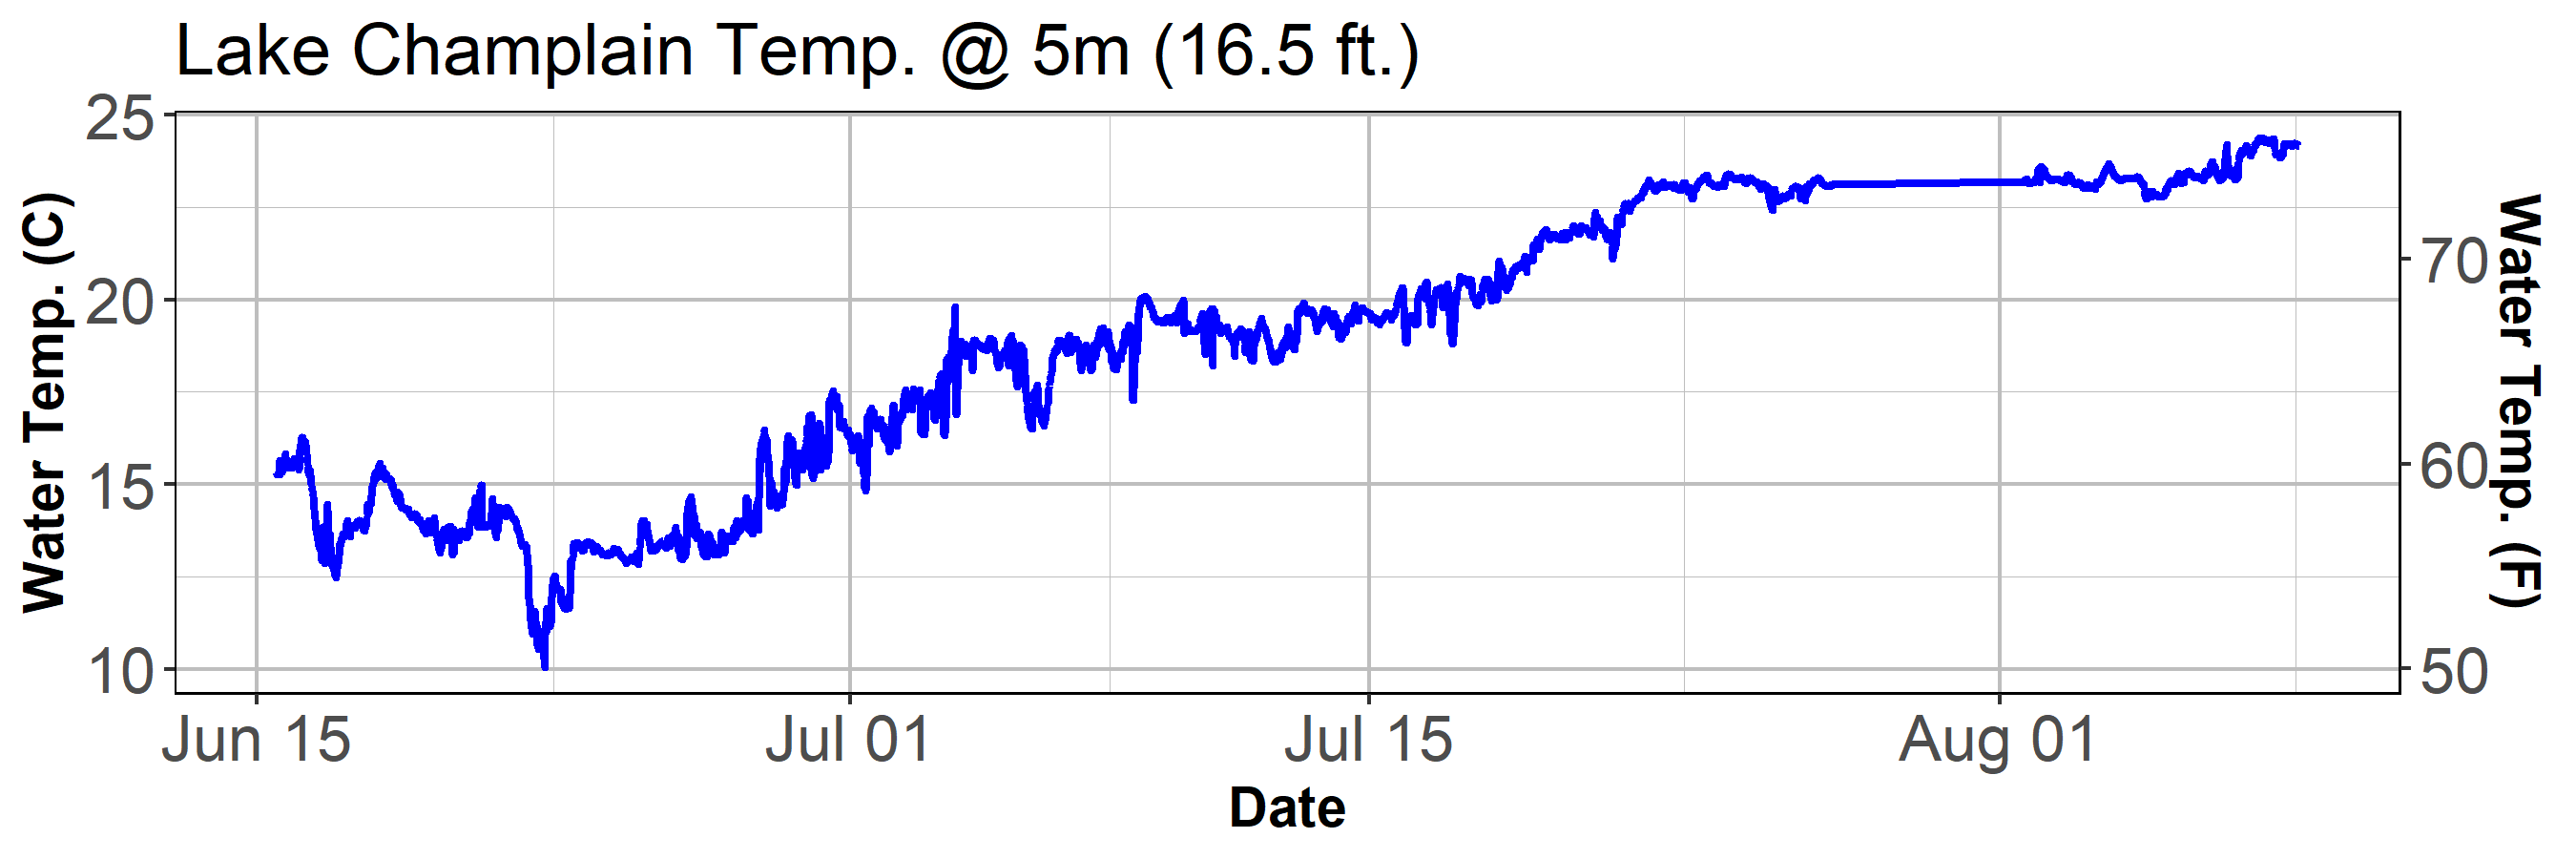 Lake Champlain Temp. @ 5m (16.5 ft.)
Water Temp. (C)
25
20
15
10
70
60
50
Water Temp. (F)
Jun 15
Jul 01
Jul 15
Aug 01
Date